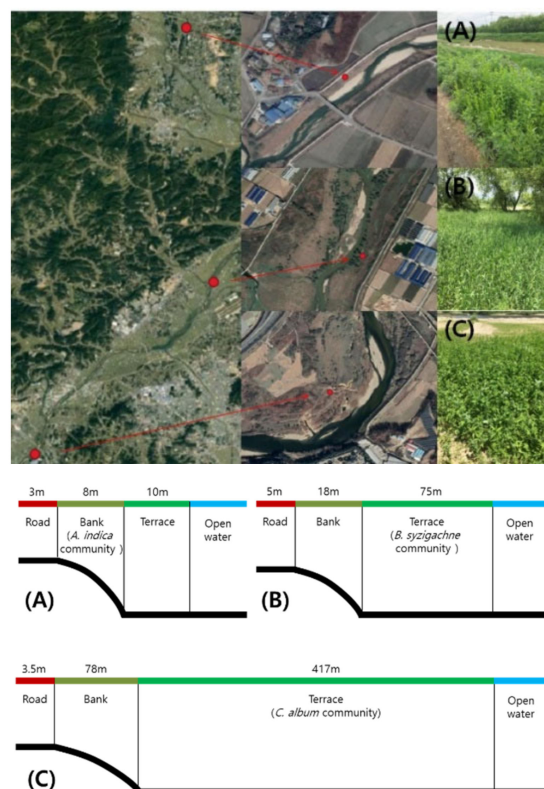 (A)
(B)
(C)
3m 8m 10m
Road Bank Terrace Open
(A. indica water
community )
(A)
5m 18m 75m
Road Bank Terrace Open
(B. syzigachne water
community )
(B)
3.5m 78m 417m
Road Bank Terrace Open
(C. album community) water
(C)